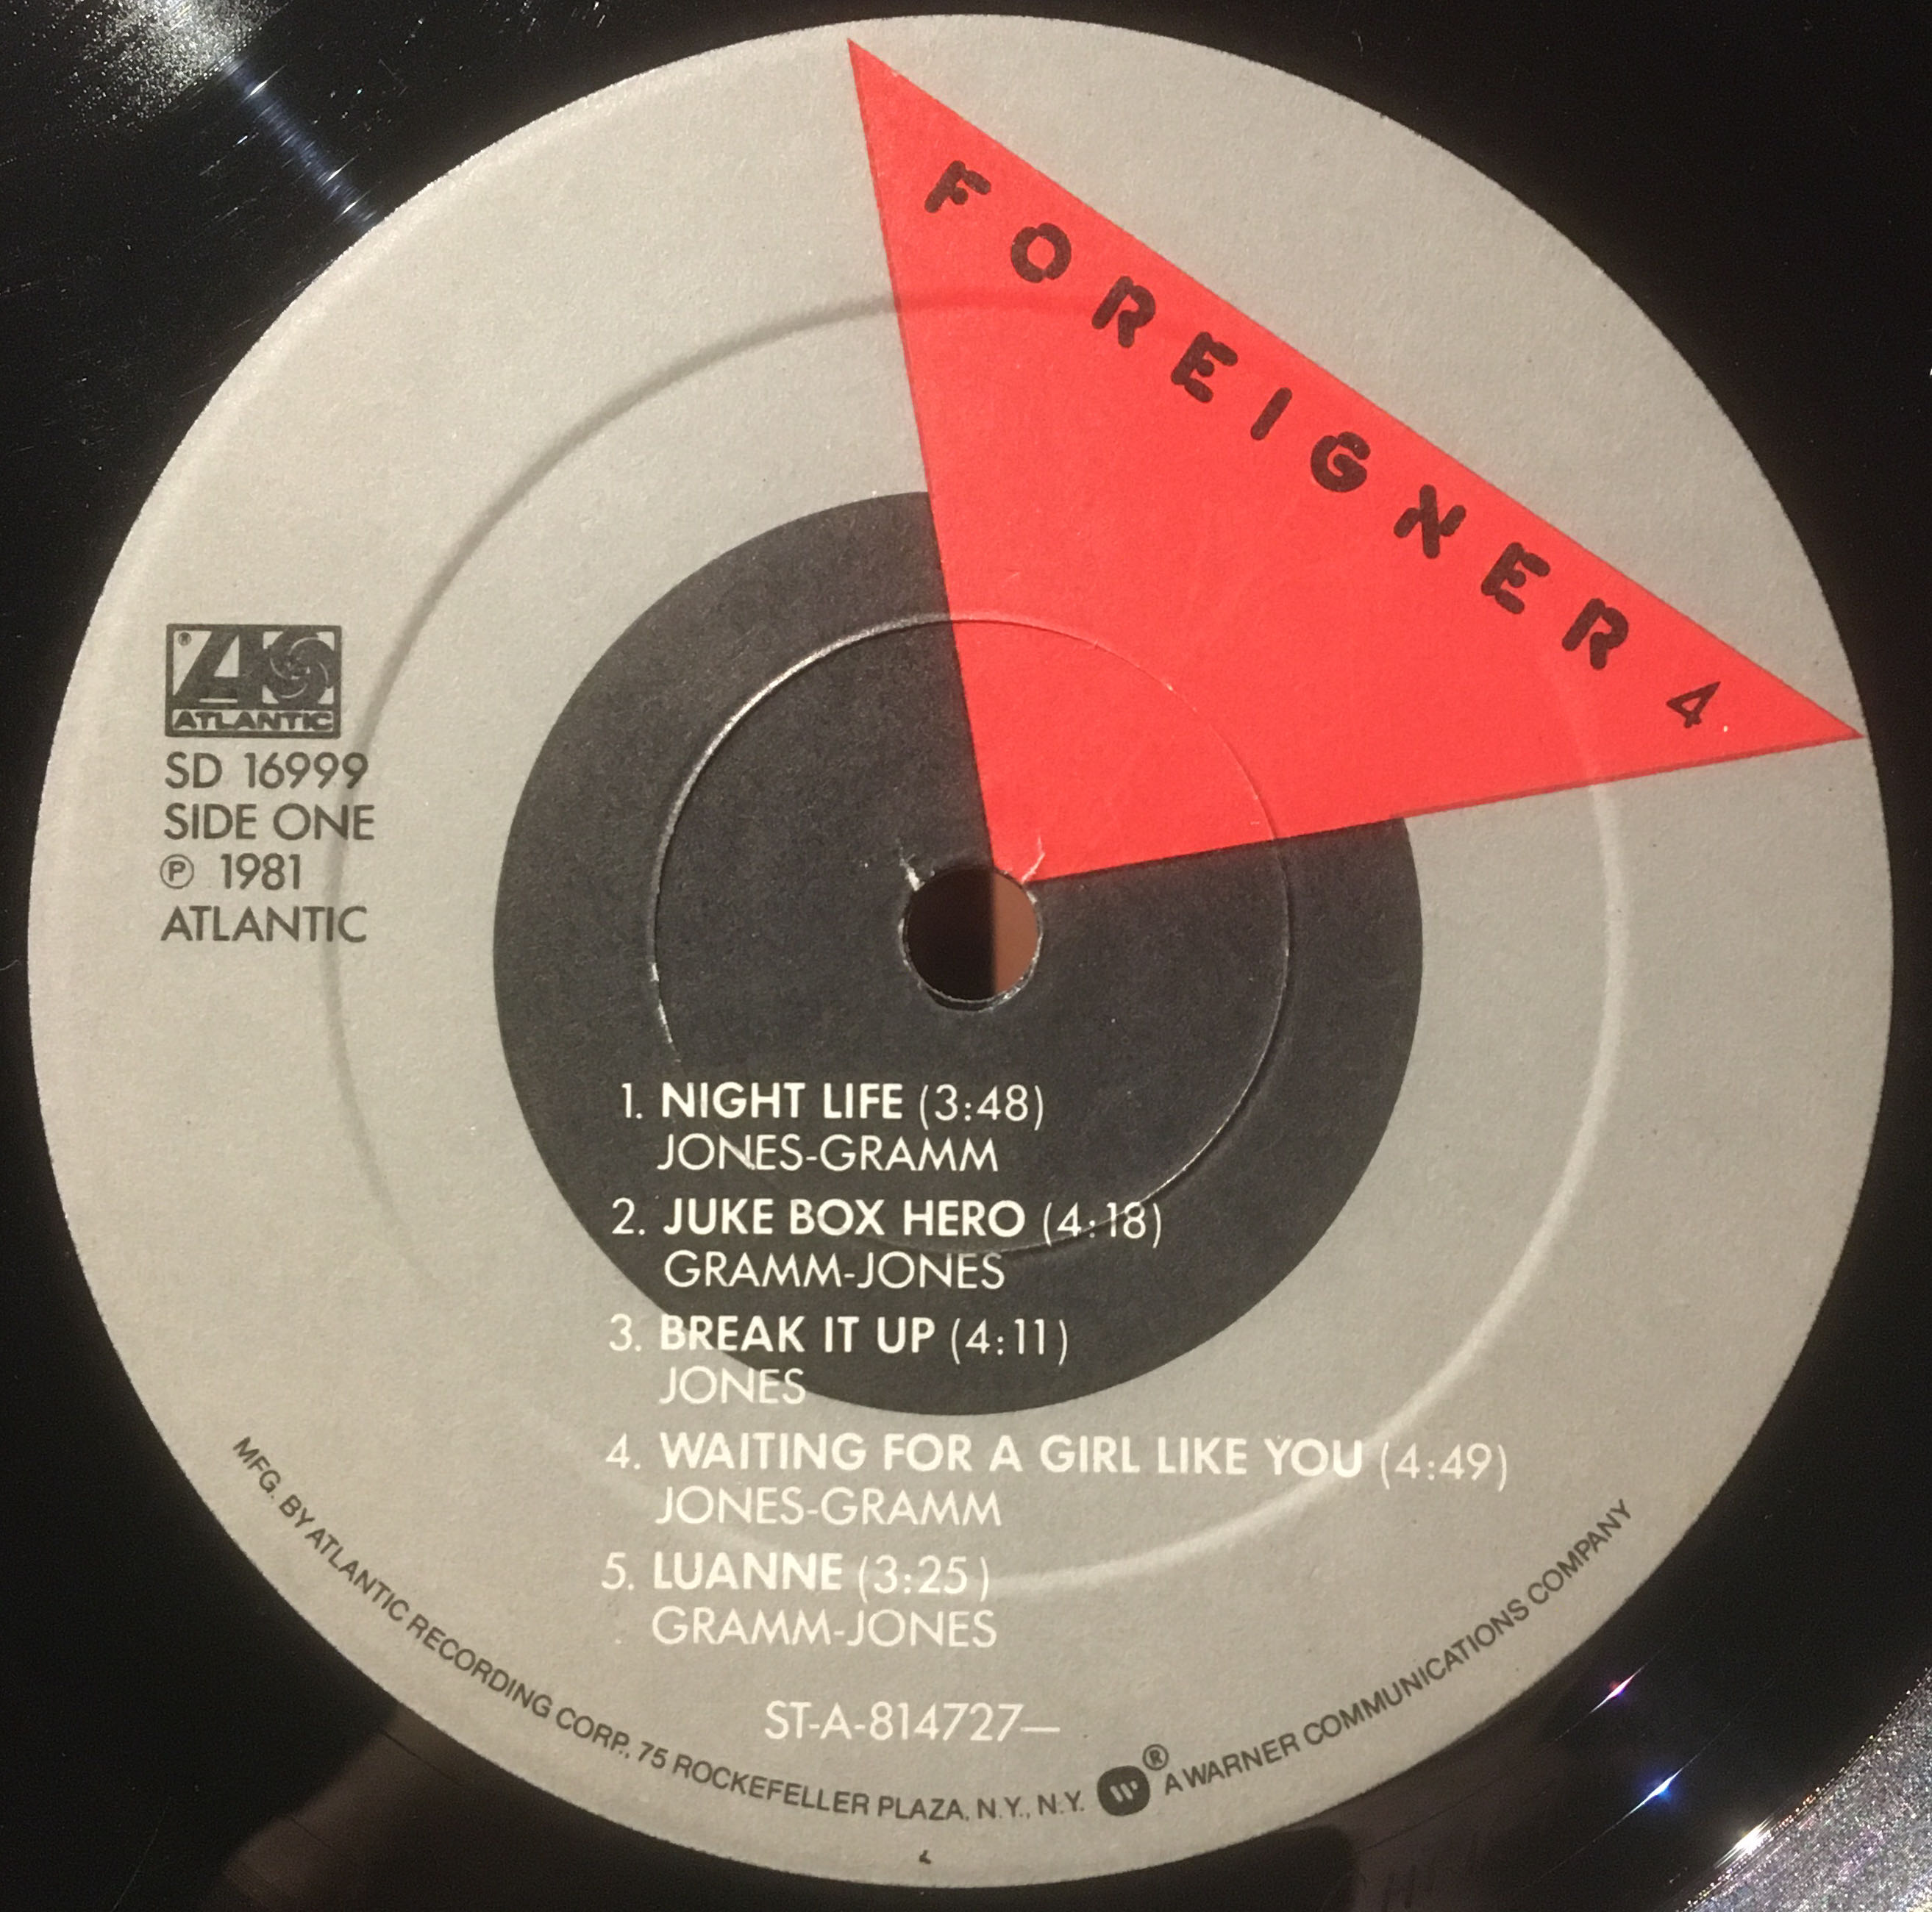 FOREIGNER 4
®
ATLANTIC
SD 16999
SIDE ONE
℗ 1981
ATLANTIC
1. NIGHT LIFE (3:48)
JONES-GRAMM
2. JUKE BOX HERO (4:18)
GRAMM-JONES
3. BREAK IT UP (4:11)
JONES
4. WAITING FOR A GIRL LIKE YOU (4:49)
JONES-GRAMM
5. LUANNE (3:25)
GRAMM-JONES
ST-A-814727—
MFG. BY ATLANTIC RECORDING CORP., 75 ROCKEFELLER PLAZA, N.Y., N.Y. ® A WARNER COMMUNICATIONS COMPANY